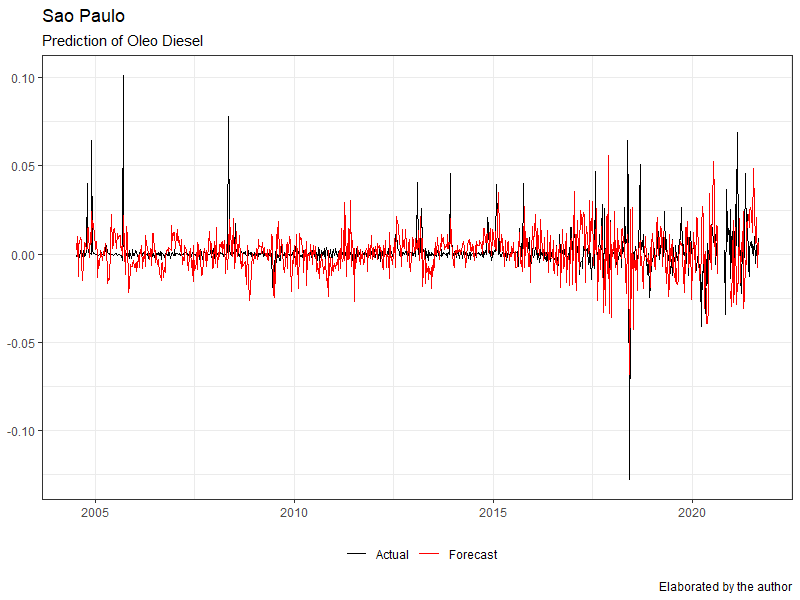 Sao Paulo
Prediction of Oleo Diesel
0.10
0.05
0.00
-0.05
-0.10
2005 2010 2015 2020
Actual Forecast
Elaborated by the author